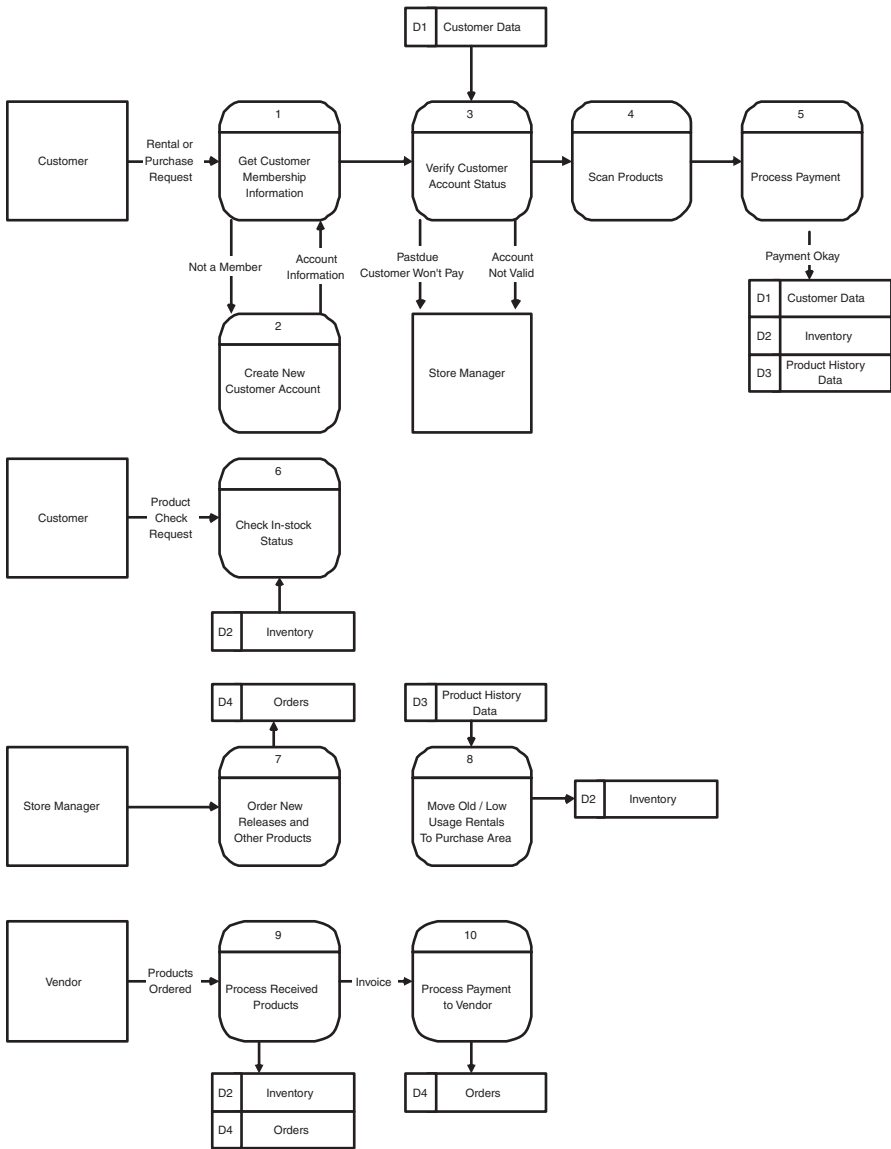 D1
Customer Data
Customer
Rental or
Purchase
Request
1
Get Customer
Membership
Information
3
Verify Customer
Account Status
4
Scan Products
5
Process Payment
Not a Member
Account
Information
Pastdue
Customer Won't Pay
Account
Not Valid
Payment Okay
D1
Customer Data
D2
Inventory
D3
Product History
Data
2
Create New
Customer Account
Store Manager
Customer
Product
Check
Request
6
Check In-stock
Status
D2
Inventory
D4
Orders
D3
Product History
Data
Store Manager
7
Order New
Releases and
Other Products
8
Move Old / Low
Usage Rentals
To Purchase Area
D2
Inventory
Vendor
Products
Ordered
9
Process Received
Products
Invoice
10
Process Payment
to Vendor
D2
Inventory
D4
Orders
D4
Orders